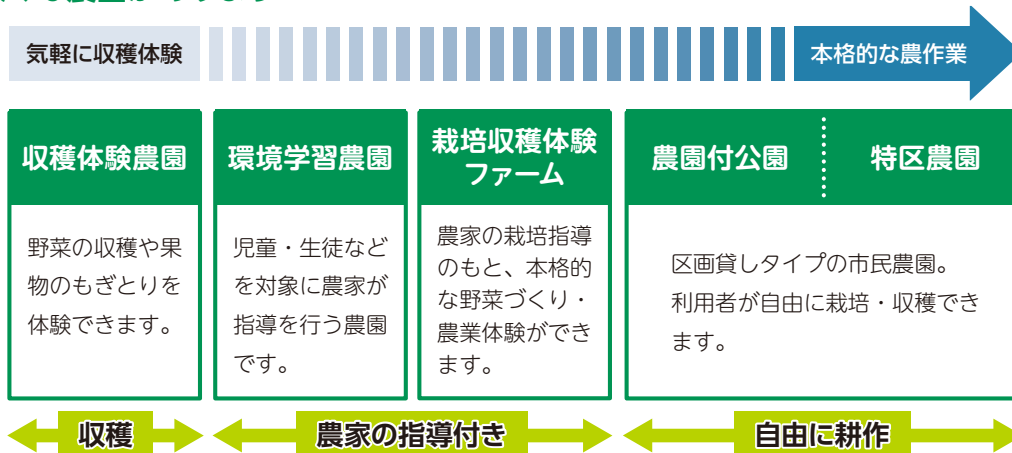 気軽に収穫体験
本格的な農作業
収穫体験農園
環境学習農園
栽培収穫体験
ファーム
農園付公園
特区農園
野菜の収穫や果
物のもぎとりを
体験できます。
児童・生徒など
を対象に農家が
指導を行う農園
です。
農家の栽培指導
のもと、本格的
な野菜づくり・
農業体験ができ
ます。
区画貸しタイプの市民農園。
利用者が自由に栽培・収穫でき
ます。
収穫
農家の指導付き
自由に耕作